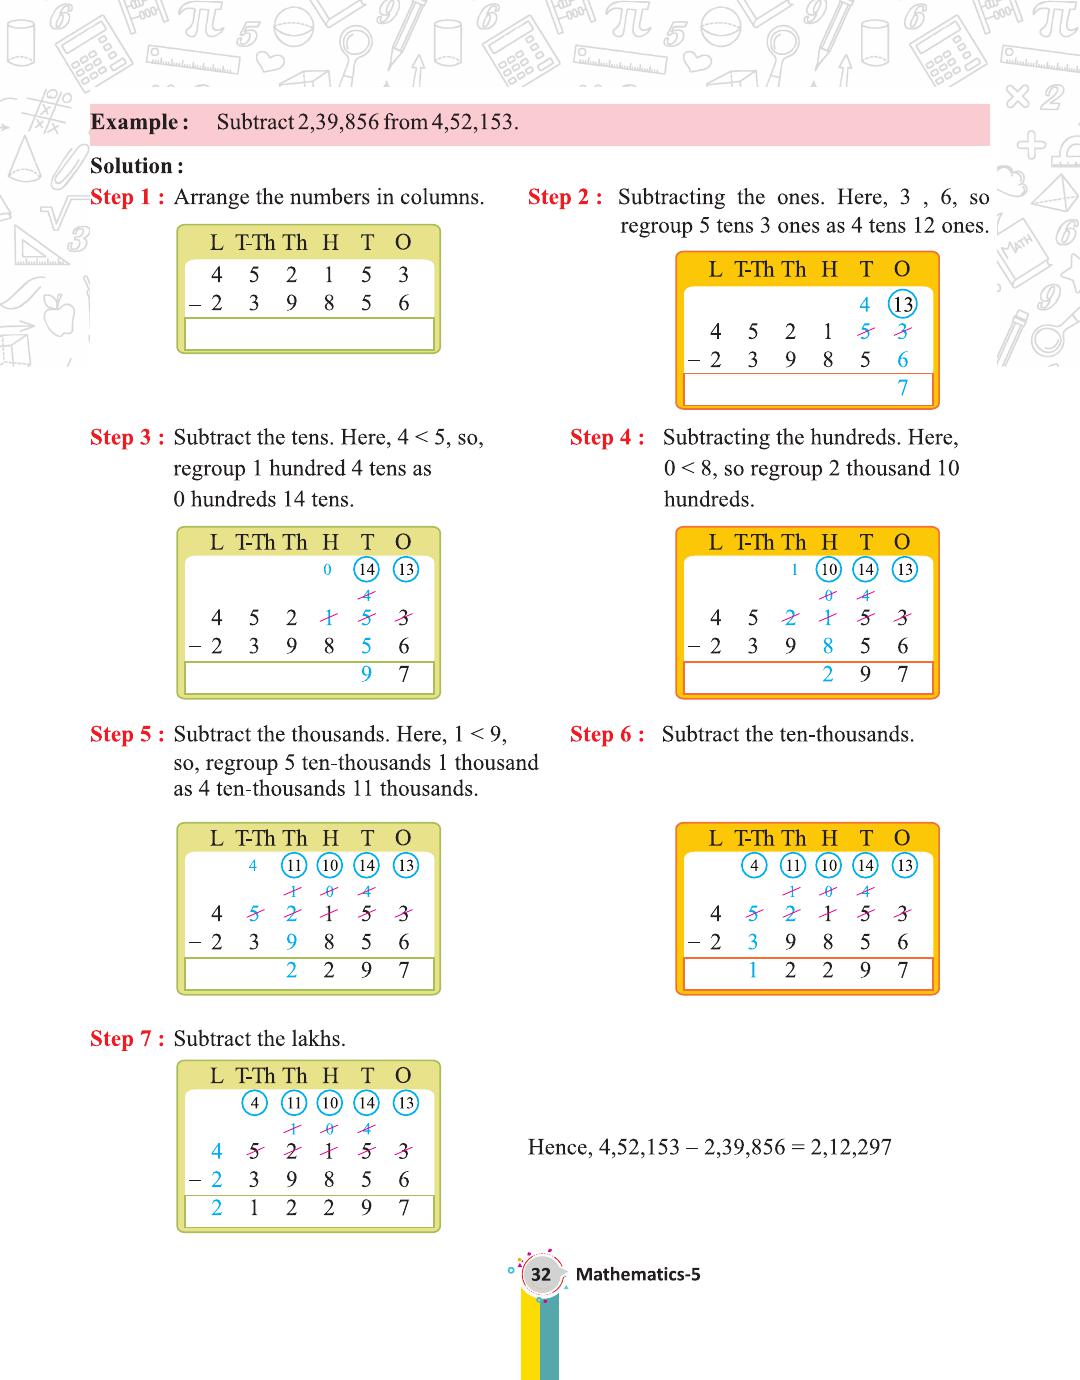 Example : Subtract 2,39,856 from 4,52,153.
Solution :
Step 1 : Arrange the numbers in columns.
L T-Th Th H T O
4 5 2 1 5 3
– 2 3 9 8 5 6
Step 2 : Subtracting the ones. Here, 3 , 6, so
regroup 5 tens 3 ones as 4 tens 12 ones.
L T-Th Th H T O
4 13
4 5 2 1 5 3
– 2 3 9 8 5 6
7
Step 3 : Subtract the tens. Here, 4 < 5, so,
regroup 1 hundred 4 tens as
0 hundreds 14 tens.
L T-Th Th H T O
0 14 13
4
4 5 2 1 5 3
– 2 3 9 8 5 6
9 7
Step 4 : Subtracting the hundreds. Here,
0 < 8, so regroup 2 thousand 10
hundreds.
L T-Th Th H T O
1 10 14 13
0 4
4 5 2 1 5 3
– 2 3 9 8 5 6
2 9 7
Step 5 : Subtract the thousands. Here, 1 < 9,
so, regroup 5 ten-thousands 1 thousand
as 4 ten-thousands 11 thousands.
L T-Th Th H T O
4 11 10 14 13
1 0 4
4 5 2 1 5 3
– 2 3 9 8 5 6
2 2 9 7
Step 6 : Subtract the ten-thousands.
L T-Th Th H T O
4 11 10 14 13
1 0 4
4 5 2 1 5 3
– 2 3 9 8 5 6
1 2 2 9 7
Step 7 : Subtract the lakhs.
L T-Th Th H T O
4 11 10 14 13
1 0 4
4 5 2 1 5 3
– 2 3 9 8 5 6
2 1 2 2 9 7
Hence, 4,52,153 – 2,39,856 = 2,12,297
32 Mathematics-5